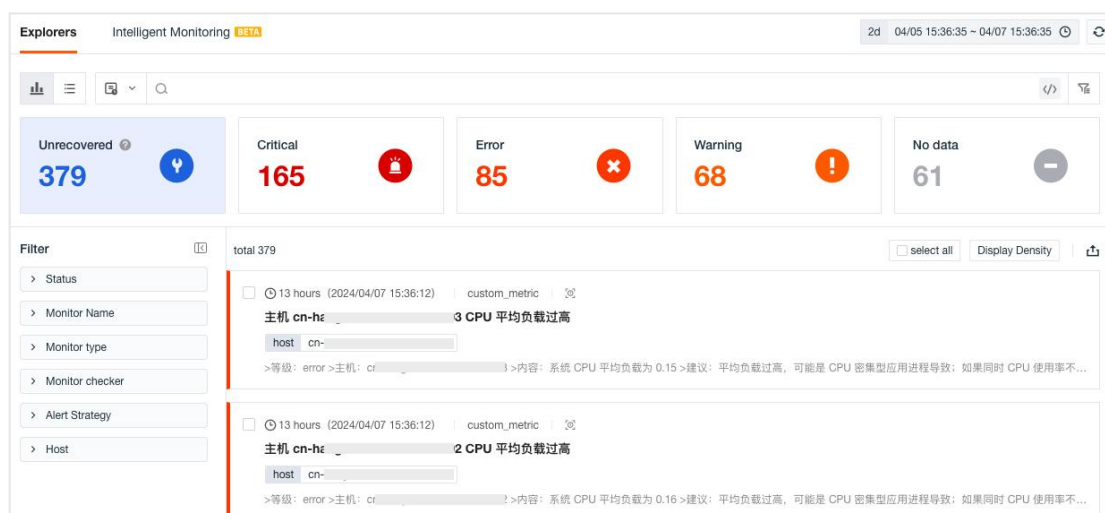 Explorers Intelligent Monitoring BETA 2d 04/05 15:36:35 ~ 04/07 15:36:35
</>
Unrecovered Critical Error Warning No data
379 165 85 68 61
Filter total 379 select all Display Density
> Status
> Monitor Name
> Monitor type
> Monitor checker
> Alert Strategy
> Host
13 hours (2024/04/07 15:36:12) custom_metric
主机 cn-ha 3 CPU 平均负载过高
host cn-
>等级：error >主机：cr >内容：系统 CPU 平均负载为 0.15 >建议：平均负载过高，可能是 CPU 密集型应用进程导致；如果同时 CPU 使用率不...
13 hours (2024/04/07 15:36:12) custom_metric
主机 cn-ha 2 CPU 平均负载过高
host cn-
>等级：error >主机：cr >内容：系统 CPU 平均负载为 0.16 >建议：平均负载过高，可能是 CPU 密集型应用进程导致；如果同时 CPU 使用率不...